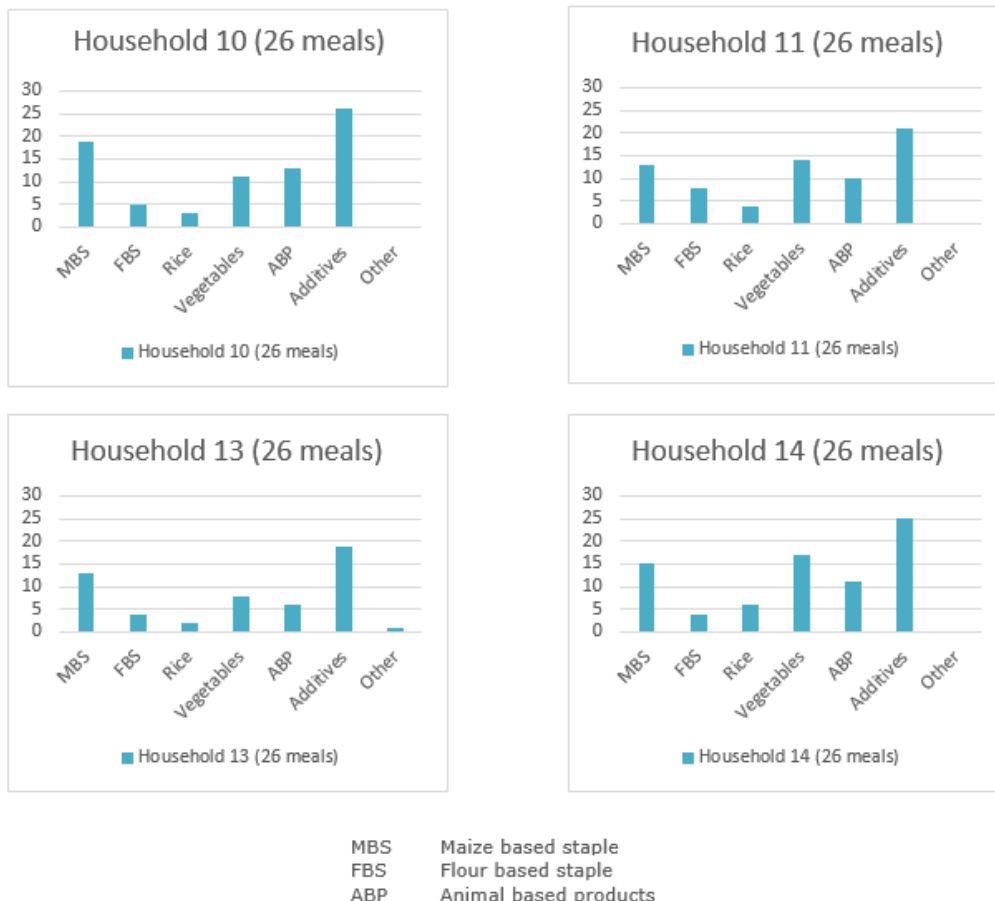 Household 10 (26 meals)
30
25
20
15
10
5
0
MBS
FBS
Rice
Vegetables
ABP
Additives
Other
Household 10 (26 meals)
Household 11 (26 meals)
30
25
20
15
10
5
0
MBS
FBS
Rice
Vegetables
ABP
Additives
Other
Household 11 (26 meals)
Household 13 (26 meals)
30
25
20
15
10
5
0
MBS
FBS
Rice
Vegetables
ABP
Additives
Other
Household 13 (26 meals)
Household 14 (26 meals)
30
25
20
15
10
5
0
MBS
FBS
Rice
Vegetables
ABP
Additives
Other
Household 14 (26 meals)
MBS Maize based staple
FBS Flour based staple
ABP Animal based products